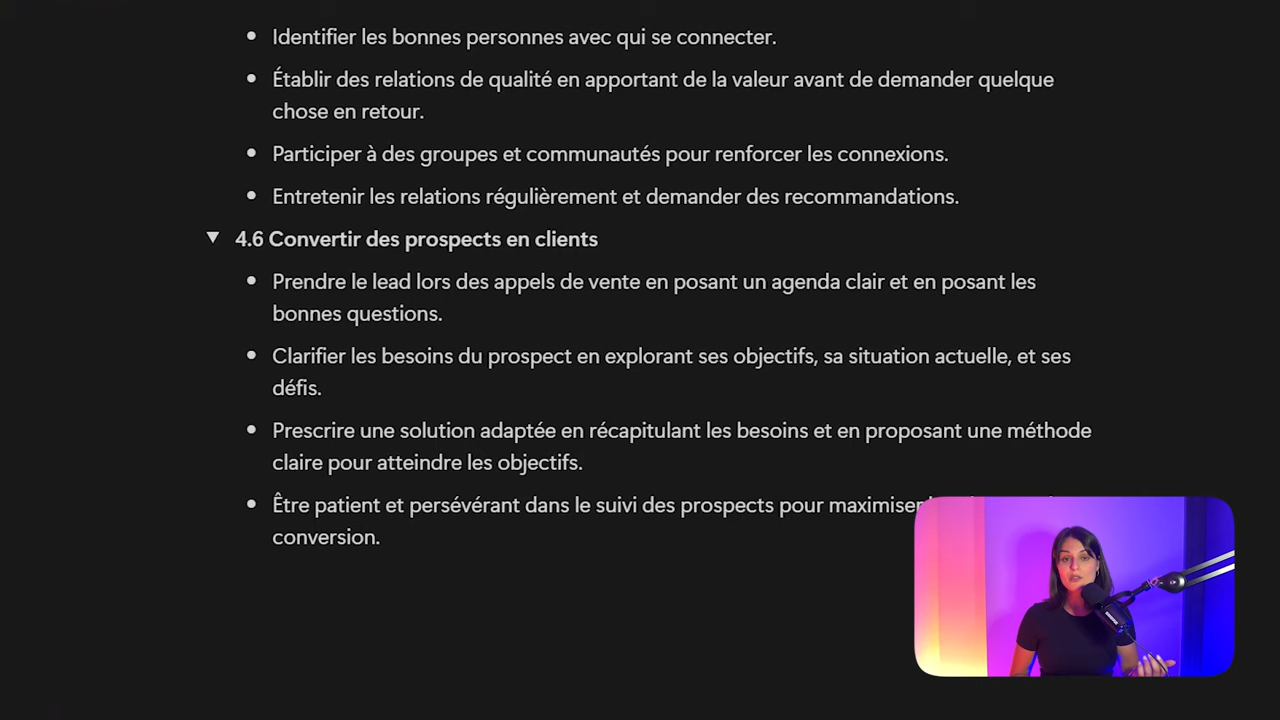 Identifier les bonnes personnes avec qui se connecter.
Établir des relations de qualité en apportant de la valeur avant de demander quelque
chose en retour.
Participer à des groupes et communautés pour renforcer les connexions.
Entretenir les relations régulièrement et demander des recommandations.
4.6 Convertir des prospects en clients
Prendre le lead lors des appels de vente en posant un agenda clair et en posant les
bonnes questions.
Clarifier les besoins du prospect en explorant ses objectifs, sa situation actuelle, et ses
défis.
Prescrire une solution adaptée en récapitulant les besoins et en proposant une méthode
claire pour atteindre les objectifs.
Être patient et persévérant dans le suivi des prospects pour maximiser
conversion.